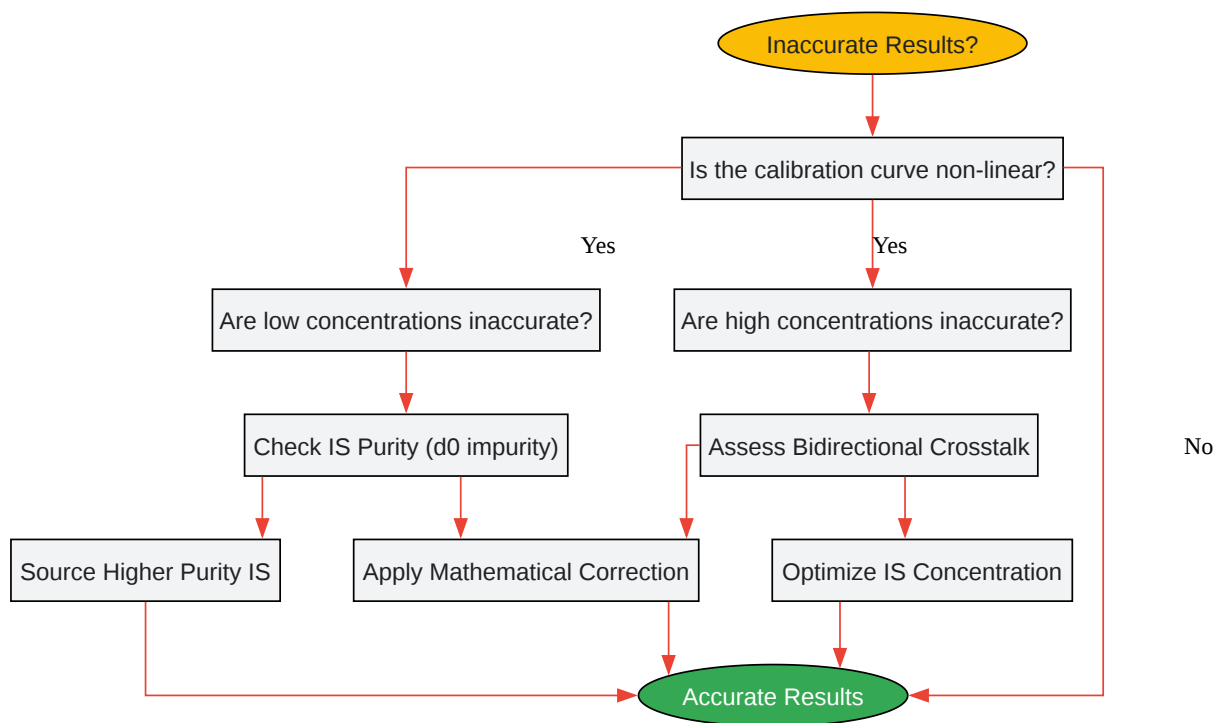 Inaccurate Results?
Is the calibration curve non-linear?
Yes
Yes
Are low concentrations inaccurate?
Are high concentrations inaccurate?
Check IS Purity (d0 impurity)
Assess Bidirectional Crosstalk
No
Source Higher Purity IS
Apply Mathematical Correction
Optimize IS Concentration
Accurate Results